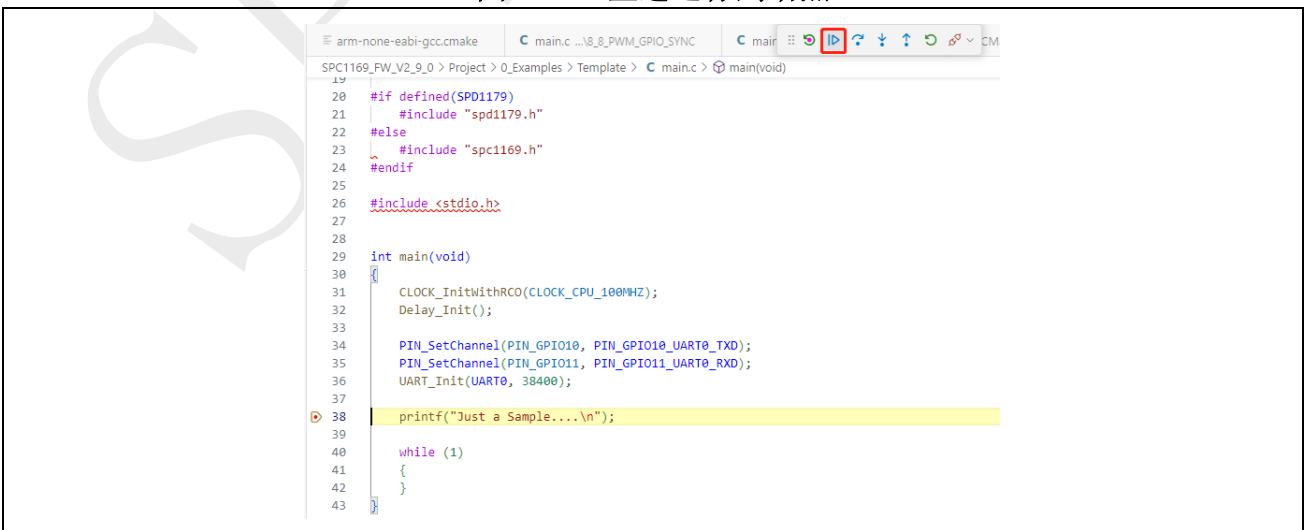 arm-none-eabi-gcc.cmake C main.c ...\8_8_PWM_GPIO_SYNC C mair CM
SPC1169_FW_V2_9_0 > Project > 0_Examples > Template > C main.c > main(void)
19
20 #if defined(SPD1179)
21     #include "spd1179.h"
22 #else
23     #include "spc1169.h"
24 #endif
25
26 #include <stdio.h>
27
28
29 int main(void)
30 {
31     CLOCK_InitWithRCO(CLOCK_CPU_100MHZ);
32     Delay_Init();
33
34     PIN_SetChannel(PIN_GPIO10, PIN_GPIO10_UART0_TXD);
35     PIN_SetChannel(PIN_GPIO11, PIN_GPIO11_UART0_RXD);
36     UART_Init(UART0, 38400);
37
38     printf("Just a Sample....\n");
39
40     while (1)
41     {
42     }
43 }